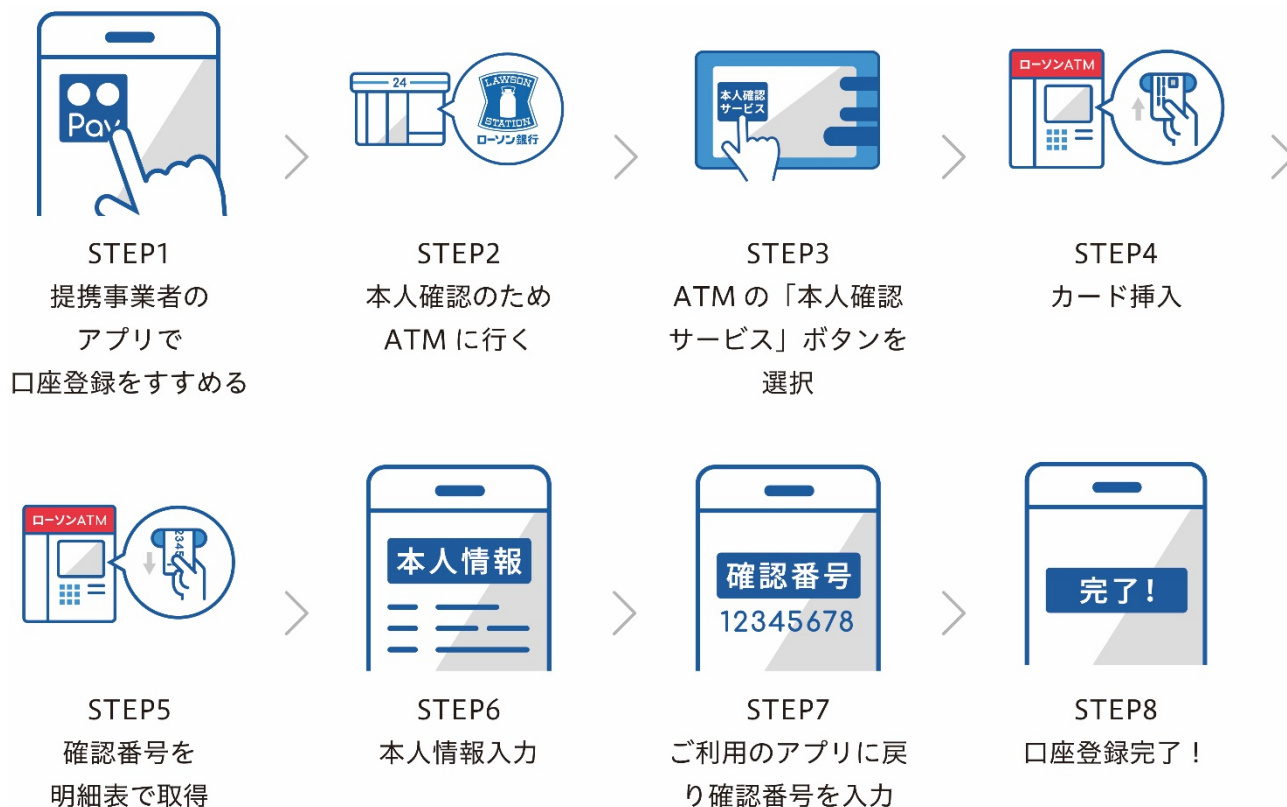 Pay
24
LAWSON
STATION
ローソン銀行
本人確認
サービス
ローソンATM
STEP1
提携事業者の
アプリで
口座登録をすすめる
STEP2
本人確認のため
ATM に行く
STEP3
ATM の「本人確認
サービス」ボタンを
選択
STEP4
カード挿入
ローソンATM
2345
本人情報
確認番号
12345678
完了!
STEP5
確認番号を
明細表で取得
STEP6
本人情報入力
STEP7
ご利用のアプリに戻
り確認番号を入力
STEP8
口座登録完了！